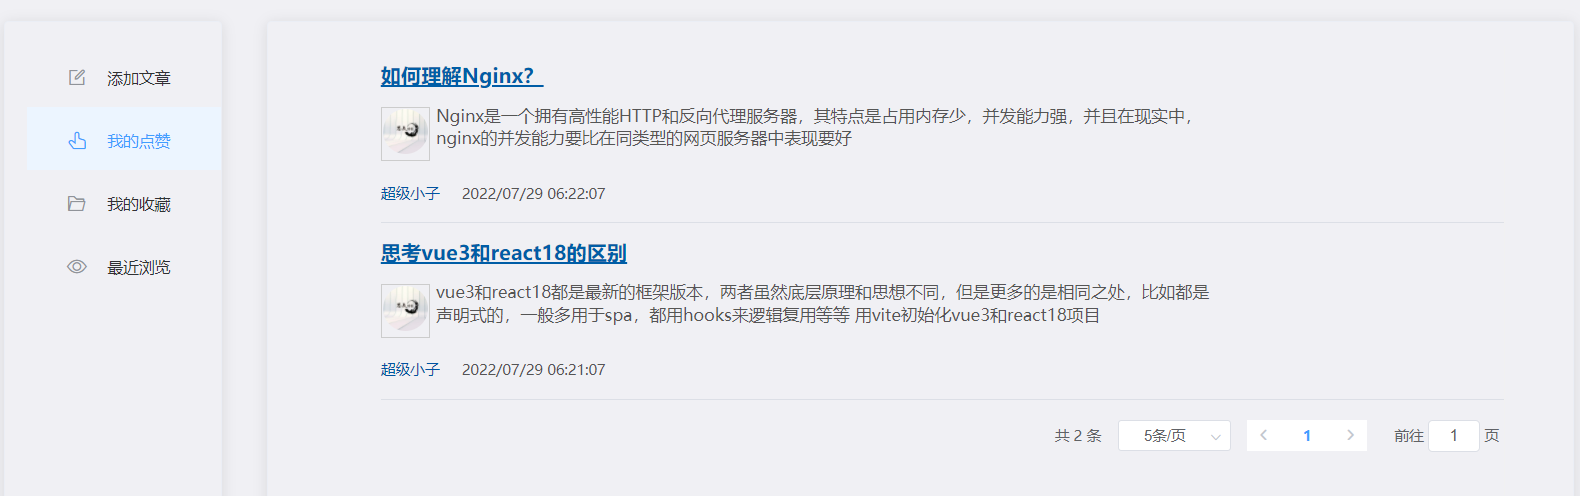 添加文章
我的点赞
我的收藏
最近浏览
如何理解Nginx？
Nginx是一个拥有高性能HTTP和反向代理服务器，其特点是占用内存少，并发能力强，并且在现实中，
nginx的并发能力要比在同类型的网页服务器中表现要好
超级小子 2022/07/29 06:22:07
思考vue3和react18的区别
vue3和react18都是最新的框架版本，两者虽然底层原理和思想不同，但是更多的是相同之处，比如都是
声明式的，一般多用于spa，都用hooks来逻辑复用等等 用vite初始化vue3和react18项目
超级小子 2022/07/29 06:21:07
共 2 条 5条/页 1 前往 1 页